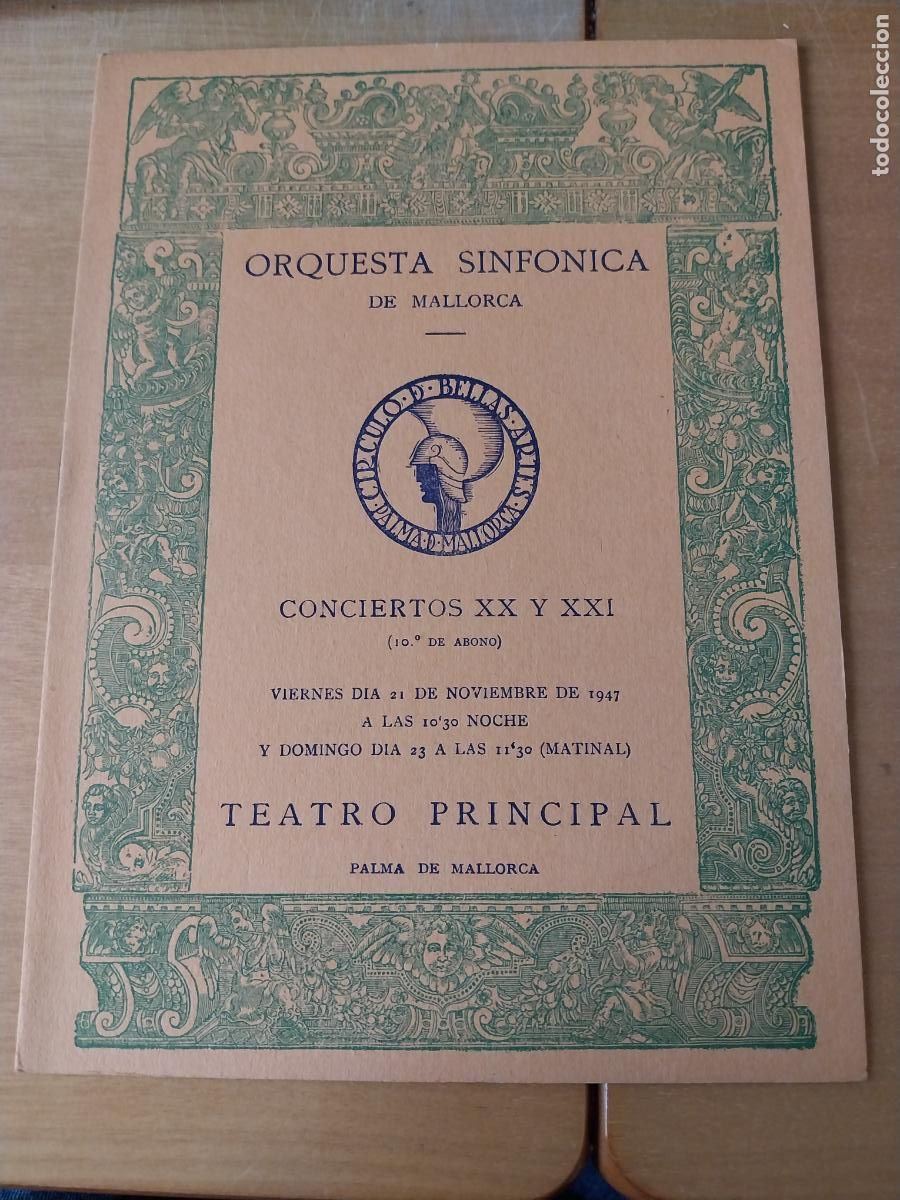 ORQUESTA SINFONICA
DE MALLORCA
CIRCULO · D · BELLAS · ARTES ·
PALMA · D · MALLORCA ·
CONCIERTOS XX Y XXI
(10.º DE ABONO)
VIERNES DIA 21 DE NOVIEMBRE DE 1947
A LAS 10'30 NOCHE
Y DOMINGO DIA 23 A LAS 11'30 (MATINAL)
TEATRO PRINCIPAL
PALMA DE MALLORCA
todocoleccion